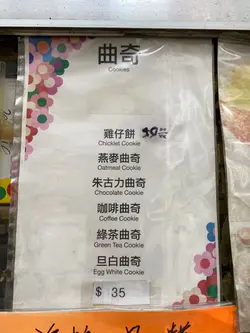 曲奇
Cookies
雞仔餅
Chicklet Cookie
燕麥曲奇
Oatmeal Cookie
朱古力曲奇
Chocolate Cookie
咖啡曲奇
Coffee Cookie
綠茶曲奇
Green Tea Cookie
旦白曲奇
Egg White Cookie
$ 35